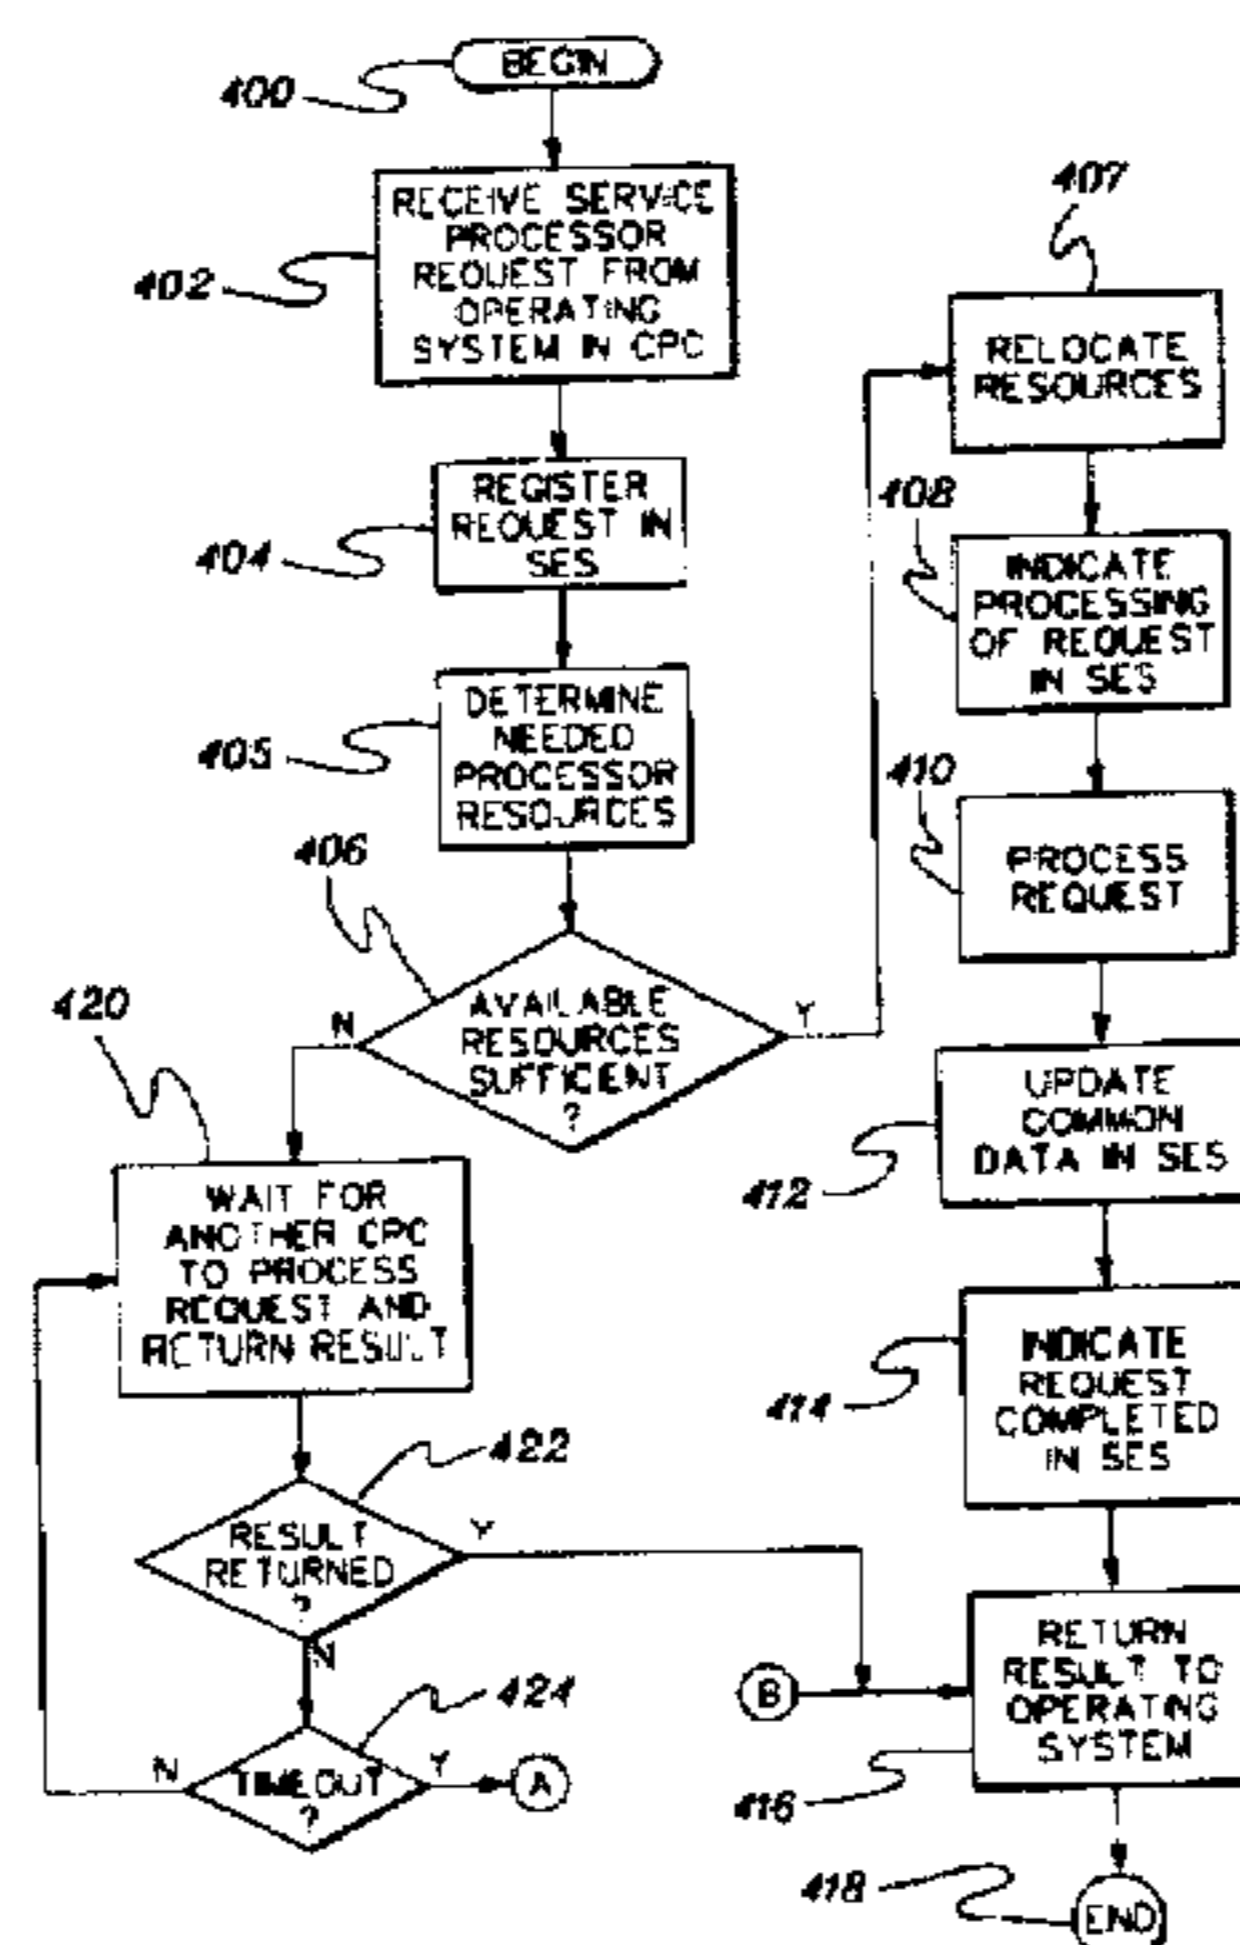 BEGIN
400
RECEIVE SERVICE
PROCESSOR
REQUEST FROM
OPERATING
SYSTEM IN CPC
402
REGISTER
REQUEST IN
SES
404
DETERMINE
NEEDED
PROCESSOR
RESOURCES
405
406
AVAILABLE
RESOURCES
SUFFICIENT
?
N
Y
420
WAIT FOR
ANOTHER CPC
TO PROCESS
REQUEST AND
RETURN RESULT
422
RESULT
RETURNED
?
Y
N
424
TIMEOUT
?
N
Y
A
407
RELOCATE
RESOURCES
408
INDICATE
PROCESSING
OF REQUEST
IN SES
410
PROCESS
REQUEST
UPDATE
COMMON
DATA IN SES
412
INDICATE
REQUEST
COMPLETED
IN SES
414
B
RETURN
RESULT TO
OPERATING
SYSTEM
416
418
END